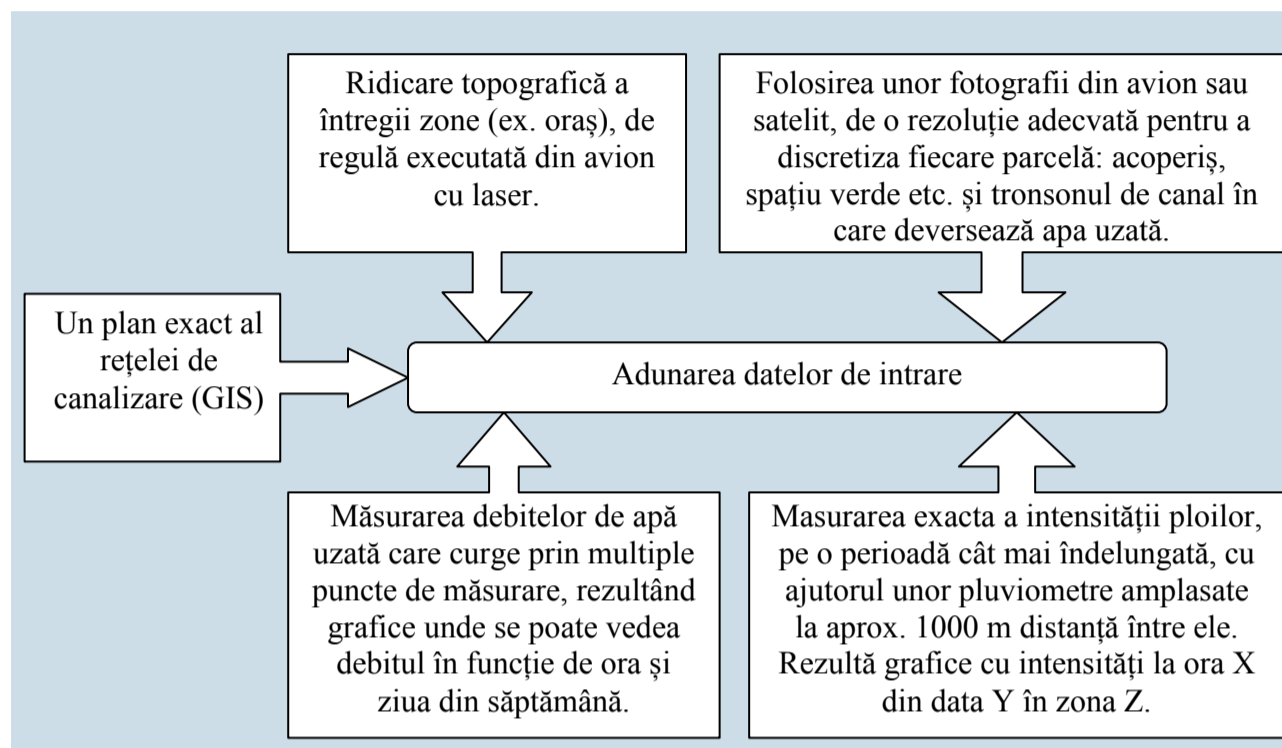 Ridicare topografică a
întregii zone (ex. oraș), de
regulă executată din avion
cu laser.
Folosirea unor fotografii din avion sau
satelit, de o rezoluție adecvată pentru a
discretiza fiecare parcelă: acoperiș,
spațiu verde etc. și tronsonul de canal în
care deversează apa uzată.
Un plan exact al
rețelei de
canalizare (GIS)
Adunarea datelor de intrare
Măsurarea debitelor de apă
uzată care curge prin multiple
puncte de măsurare, rezultând
grafice unde se poate vedea
debitul în funcție de ora și
ziua din săptămână.
Masurarea exacta a intensității ploilor,
pe o perioadă cât mai îndelungată, cu
ajutorul unor pluviometre amplasate
la aprox. 1000 m distanță între ele.
Rezultă grafice cu intensități la ora X
din data Y în zona Z.